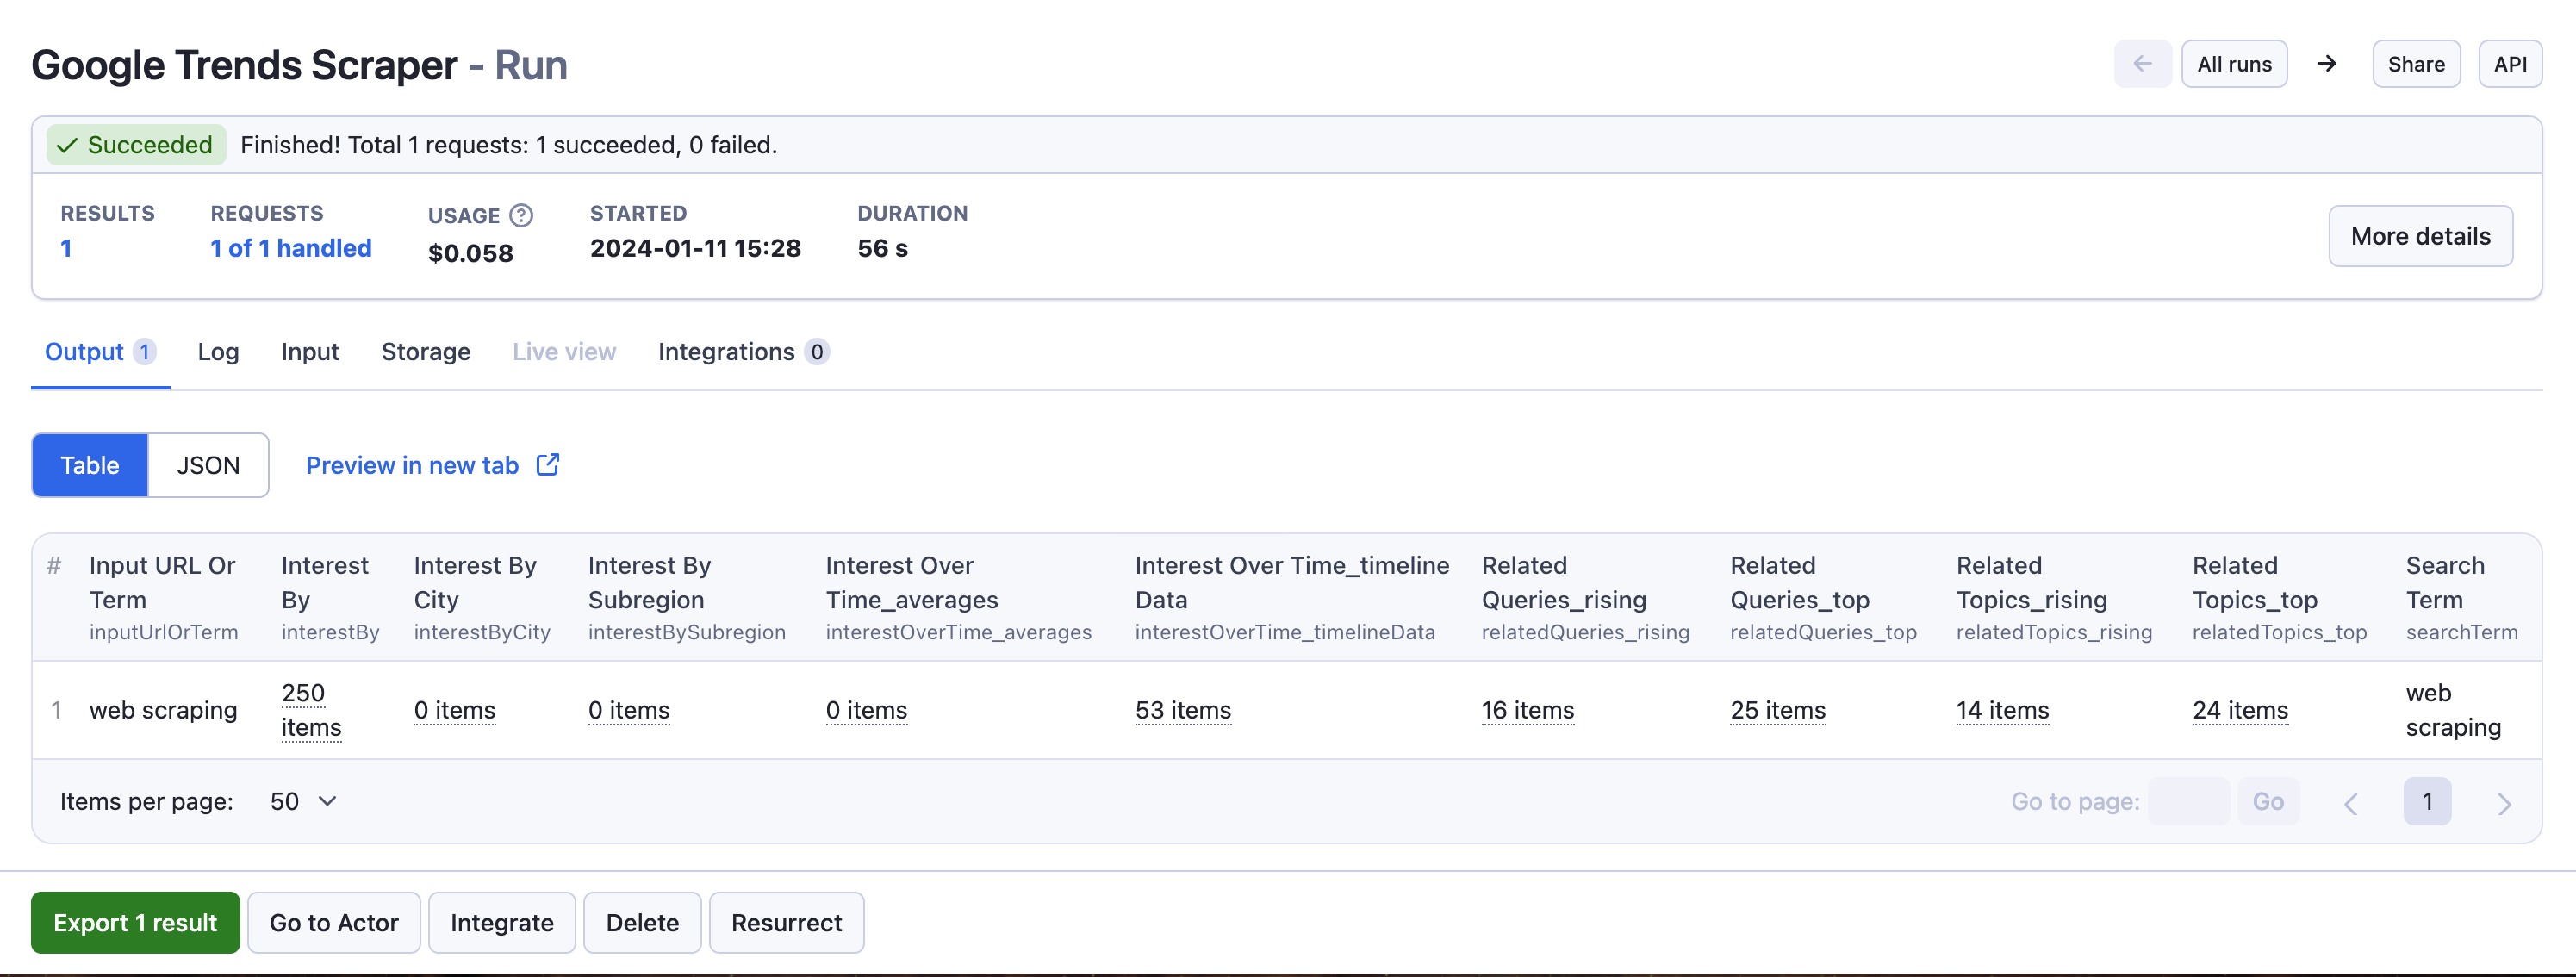 Google Trends Scraper - Run
All runs
Share
API
Succeeded Finished! Total 1 requests: 1 succeeded, 0 failed.
RESULTS REQUESTS USAGE ? STARTED DURATION
1 1 of 1 handled $0.058 2024-01-11 15:28 56 s
More details
Output 1 Log Input Storage Live view Integrations 0
Table JSON Preview in new tab
# Input URL Or Interest Interest By Interest By Interest Over Interest Over Time_timeline Related Related Related Related Search
Term By City Subregion Time_averages Data Queries_rising Queries_top Topics_rising Topics_top Term
inputUrlOrTerm interestBy interestByCity interestBySubregion interestOverTime_averages interestOverTime_timelineData relatedQueries_rising relatedQueries_top relatedTopics_rising relatedTopics_top searchTerm
1 web scraping 250 items 0 items 0 items 0 items 53 items 16 items 25 items 14 items 24 items web scraping
Items per page: 50 Go to page: Go 1
Export 1 result Go to Actor Integrate Delete Resurrect